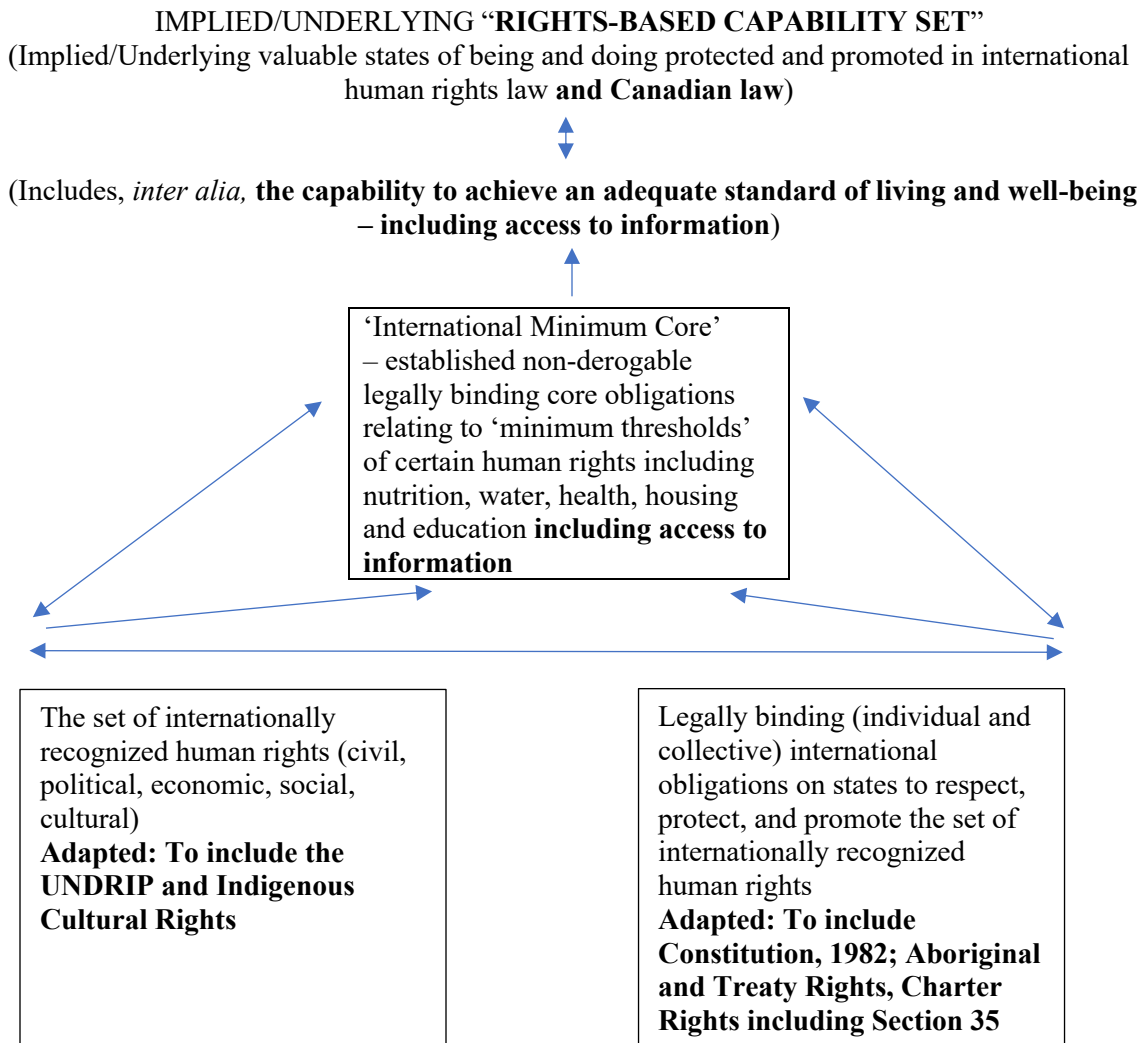 IMPLIED/UNDERLYING “RIGHTS-BASED CAPABILITY SET”
(Implied/Underlying valuable states of being and doing protected and promoted in international
human rights law and Canadian law)
(Includes, inter alia, the capability to achieve an adequate standard of living and well-being
– including access to information)
‘International Minimum Core’
– established non-derogable
legally binding core obligations
relating to ‘minimum thresholds’
of certain human rights including
nutrition, water, health, housing
and education including access to
information
The set of internationally
recognized human rights (civil,
political, economic, social,
cultural)
Adapted: To include the
UNDRIP and Indigenous
Cultural Rights
Legally binding (individual and
collective) international
obligations on states to respect,
protect, and promote the set of
internationally recognized
human rights
Adapted: To include
Constitution, 1982; Aboriginal
and Treaty Rights, Charter
Rights including Section 35